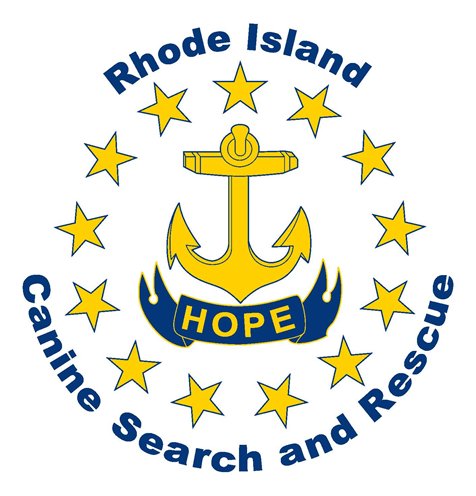 Rhode Island
HOPE
Canine Search and Rescue